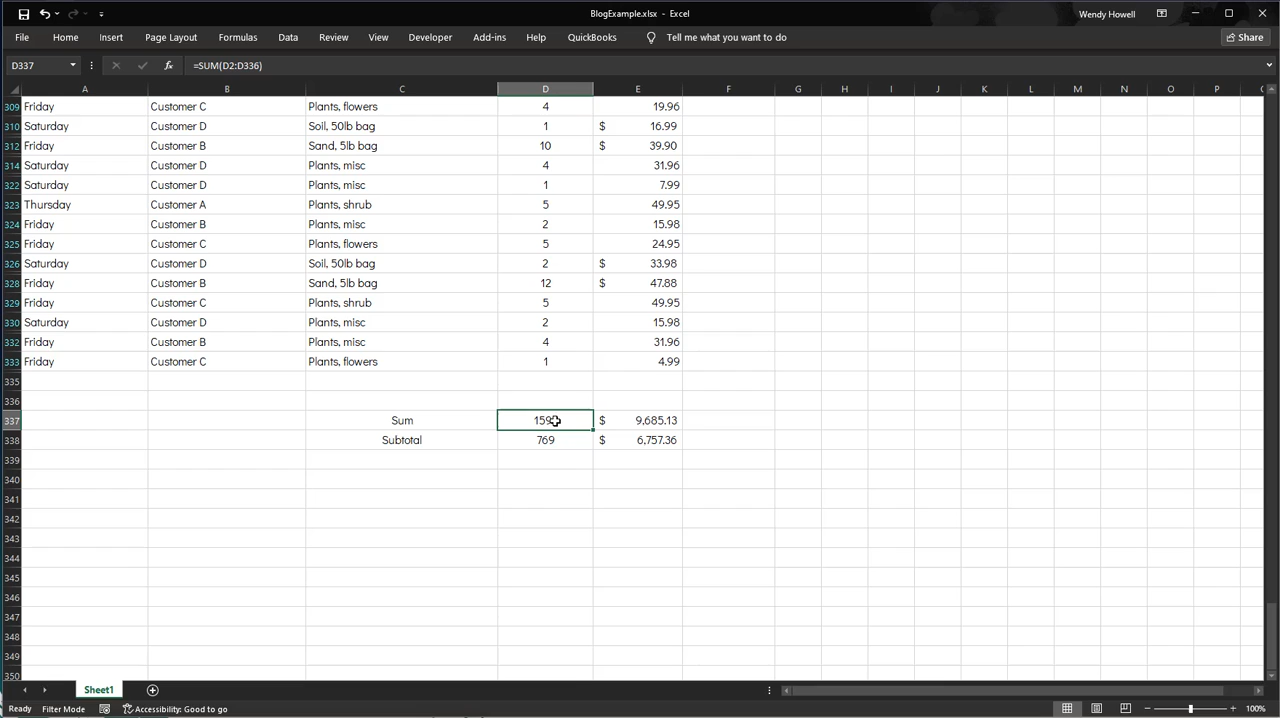 BlogExample.xlsx - Excel
Wendy Howell
File Home Insert Page Layout Formulas Data Review View Developer Add-ins Help QuickBooks Tell me what you want to do Share
D337 fx =SUM(D2:D336)
A B C D E F G H I J K L M N O P
309 Friday Customer C Plants, flowers 4 19.96
310 Saturday Customer D Soil, 50lb bag 1 $ 16.99
312 Friday Customer B Sand, 5lb bag 10 $ 39.90
314 Saturday Customer D Plants, misc 4 31.96
322 Saturday Customer D Plants, misc 1 7.99
323 Thursday Customer A Plants, shrub 5 49.95
324 Friday Customer B Plants, misc 2 15.98
325 Friday Customer C Plants, flowers 5 24.95
326 Saturday Customer D Soil, 50lb bag 2 $ 33.98
328 Friday Customer B Sand, 5lb bag 12 $ 47.88
329 Friday Customer C Plants, shrub 5 49.95
330 Saturday Customer D Plants, misc 2 15.98
332 Friday Customer B Plants, misc 4 31.96
333 Friday Customer C Plants, flowers 1 4.99
335
336
337 Sum $ 9,685.13
338 Subtotal 769 $ 6,757.36
339
340
341
342
343
344
345
346
347
348
349
350
Sheet1
Ready Filter Mode Accessibility: Good to go 100%